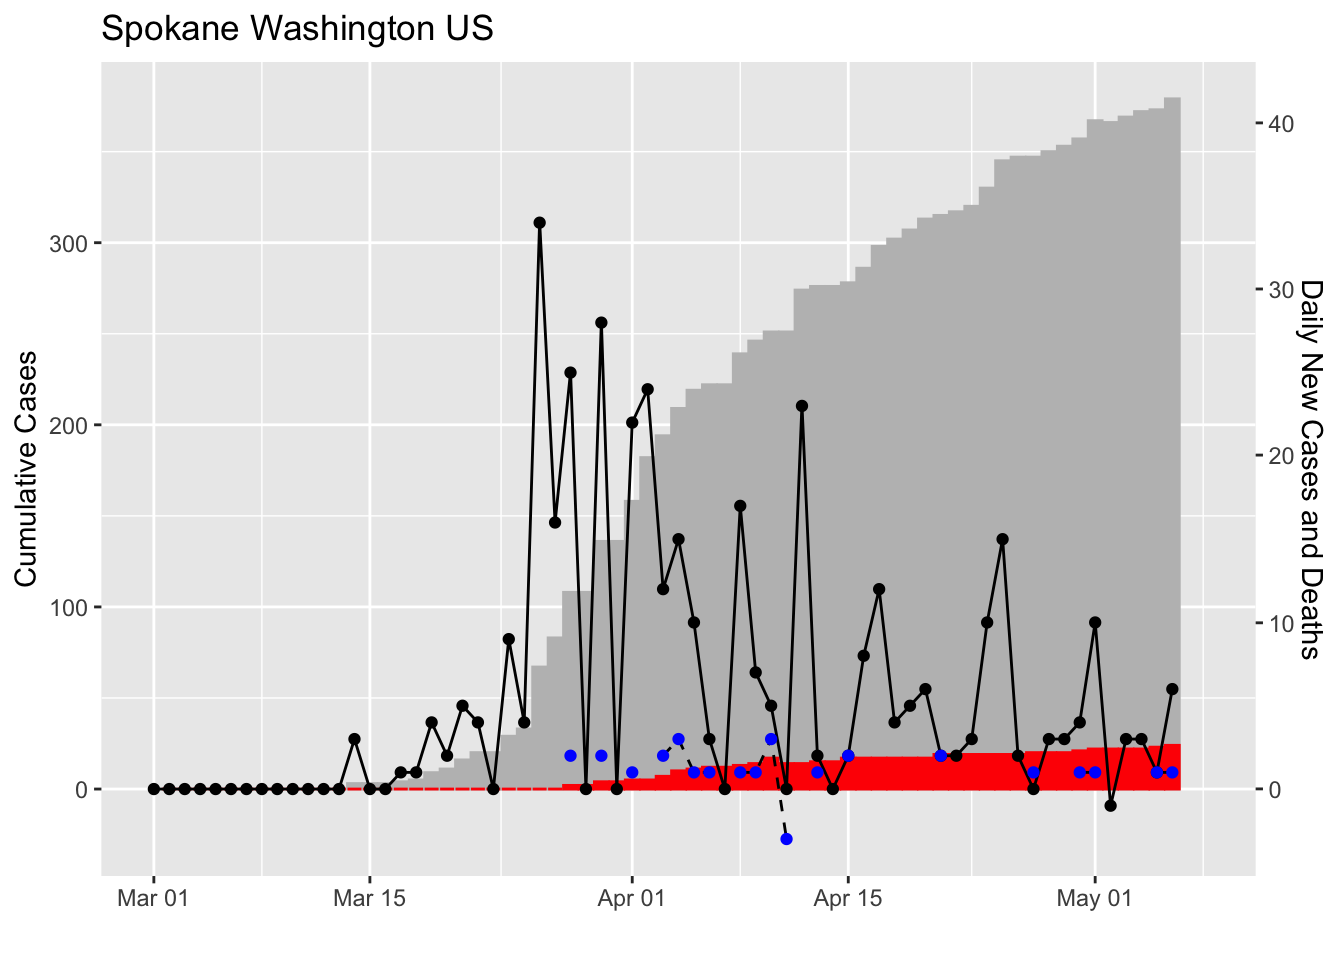 Spokane Washington US
Cumulative Cases
300
200
100
0
40
30
20
10
0
Daily New Cases and Deaths
Mar 01
Mar 15
Apr 01
Apr 15
May 01